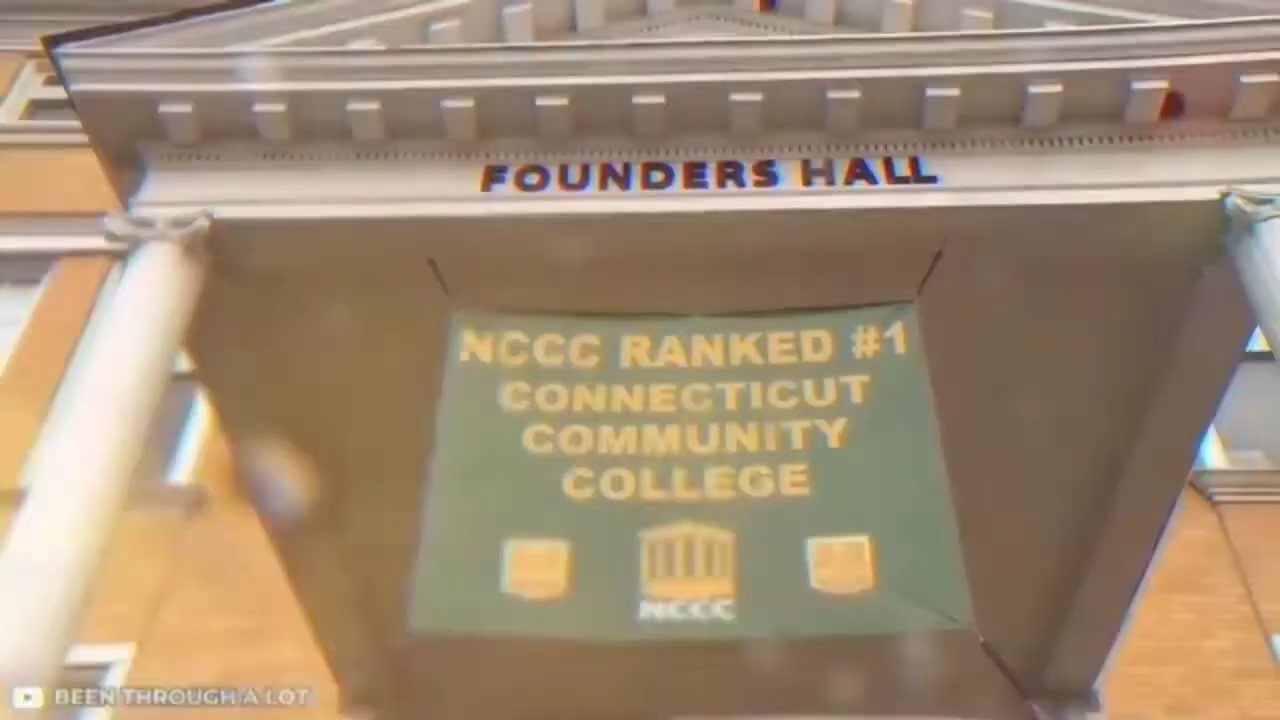 FOUNDERS HALL
NCCC RANKED #1
CONNECTICUT
COMMUNITY
COLLEGE
NCCC
BEEN THROUGH A LOT